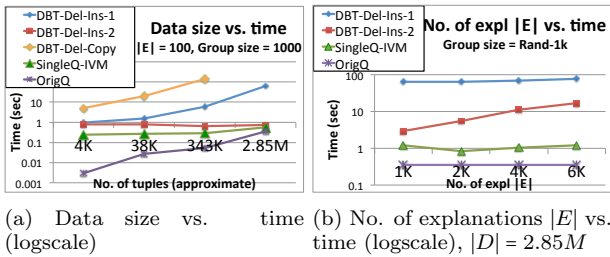 DBT-Del-Ins-1
DBT-Del-Ins-2
DBT-Del-Copy
SingleQ-IVM
OrigQ
Data size vs. time
|E| = 100, Group size = 1000
Time (sec)
10
1
0.1
0.01
0.001
4K 38K 343K 2.85M
No. of tuples (approximate)
DBT-Del-Ins-1
DBT-Del-Ins-2
SingleQ-IVM
OrigQ
No. of expl |E| vs. time
Group size = Rand-1k
Time (sec)
100
10
1
0.1
1K 2K 4K 6K
No. of expl |E|
(a) Data size vs. time
(logscale)
(b) No. of explanations |E| vs.
time (logscale), |D| = 2.85M